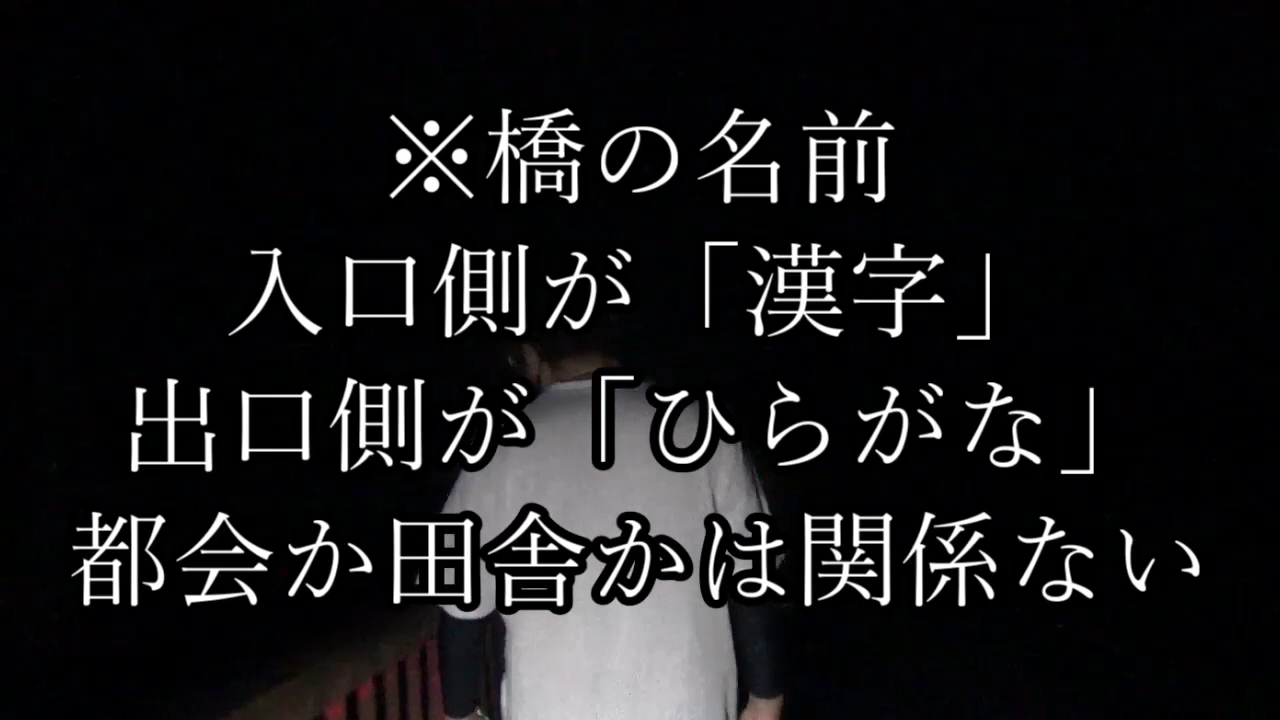 ※橋の名前
入口側が「漢字」
出口側が「ひらがな」
都会か田舎かは関係ない